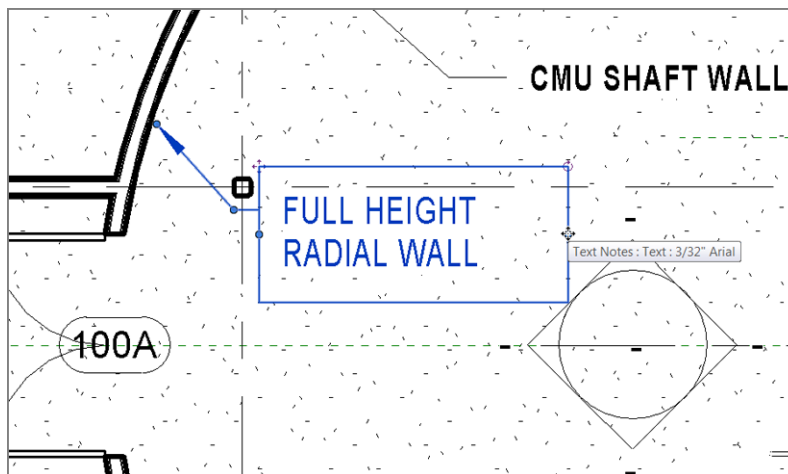 CMU SHAFT WALL
FULL HEIGHT
RADIAL WALL
Text Notes : Text : 3/32" Arial
100A